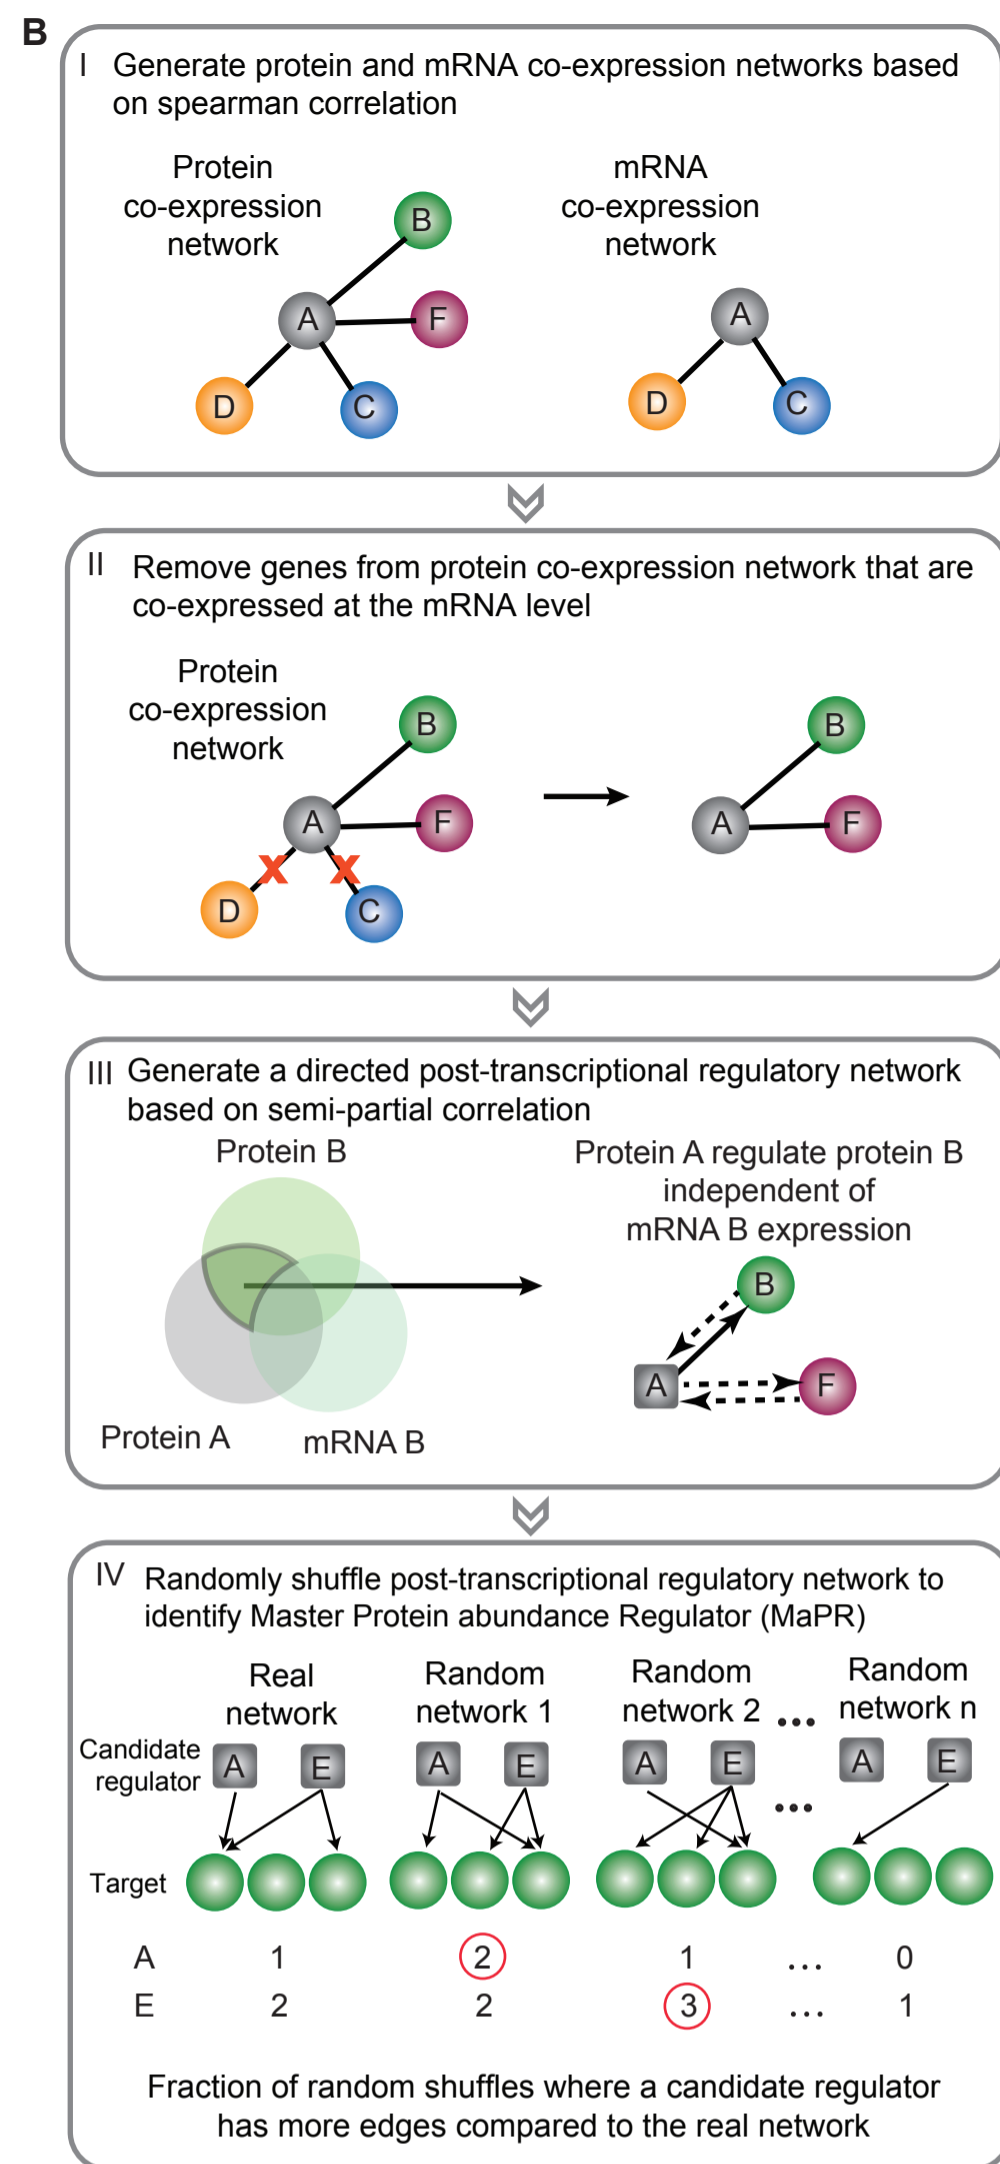 B
I Generate protein and mRNA co-expression networks based
on spearman correlation
Protein
co-expression
network
mRNA
co-expression
network
B
A
F
D
C
A
D
C
II Remove genes from protein co-expression network that are
co-expressed at the mRNA level
Protein
co-expression
network
B
A
F
D
C
B
A
F
III Generate a directed post-transcriptional regulatory network
based on semi-partial correlation
Protein B
Protein A
mRNA B
Protein A regulate protein B
independent of
mRNA B expression
B
A
F
IV Randomly shuffle post-transcriptional regulatory network to
identify Master Protein abundance Regulator (MaPR)
Real
network
Random
network 1
Random
network 2
...
Random
network n
Candidate
regulator
A E A E A E A E
...
Target
A 1 2 1 ... 0
E 2 2 3 ... 1
Fraction of random shuffles where a candidate regulator
has more edges compared to the real network